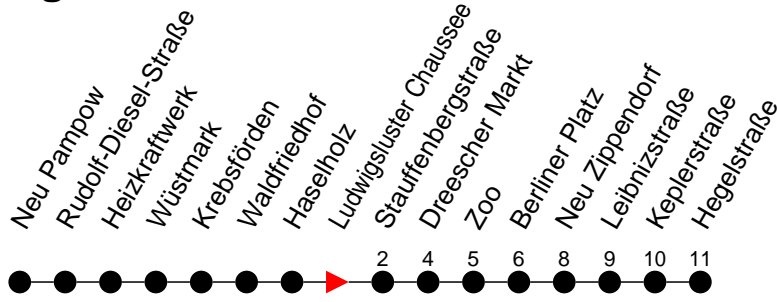 Neu Pampow
Rudolf-Diesel-Straße
Heizkraftwerk
Wüstmark
Krebsförden
Waldfriedhof
Haselholz
Ludwigsluster Chaussee
Stauffenbergstraße
Dreescher Markt
Zoo
Berliner Platz
Neu Zippendorf
Leibnizstraße
Keplerstraße
Hegelstraße
2 4 5 6 8 9 10 11